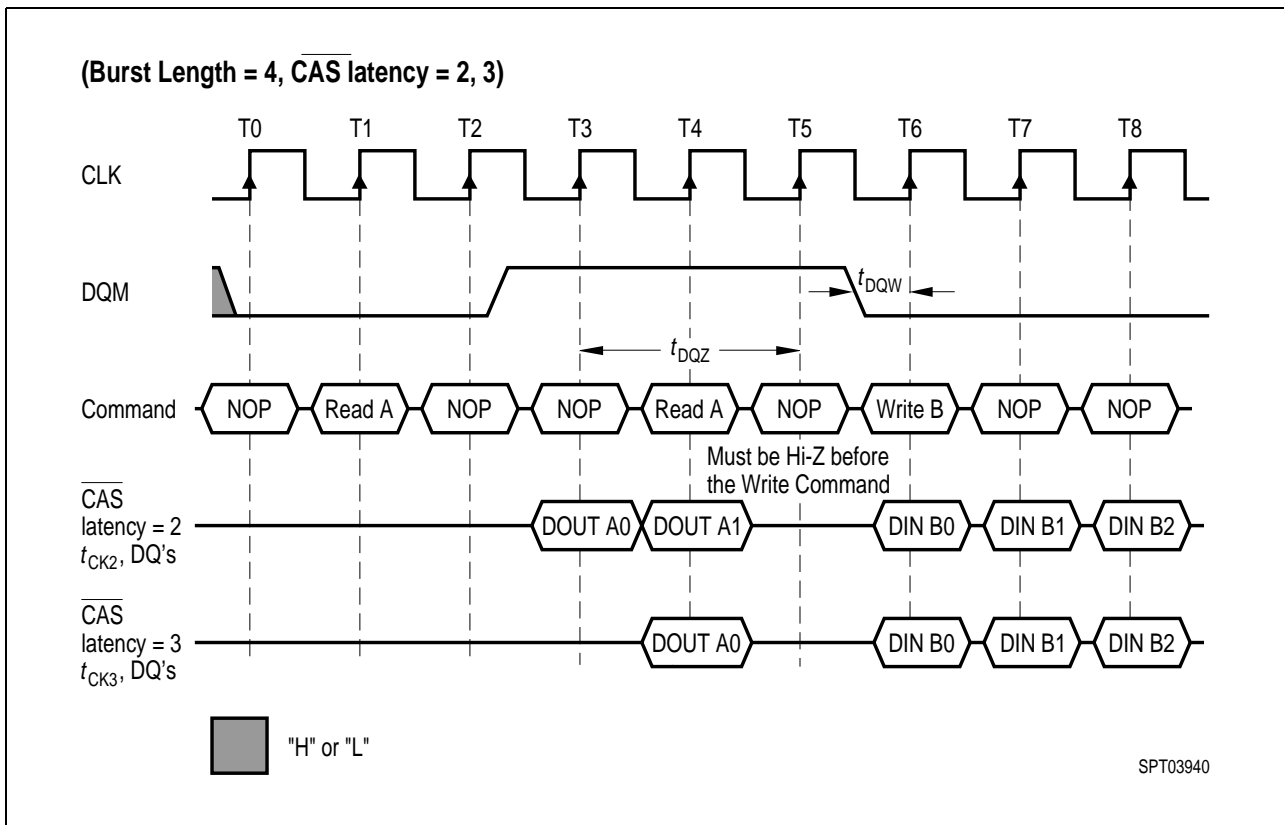 (Burst Length = 4, CAS latency = 2, 3)
T0 T1 T2 T3 T4 T5 T6 T7 T8
CLK
DQM
tDQW
tDQZ
Command NOP Read A NOP NOP Read A NOP Write B NOP NOP
Must be Hi-Z before
the Write Command
CAS
latency = 2
tCK2, DQ's
DOUT A0 DOUT A1 DIN B0 DIN B1 DIN B2
CAS
latency = 3
tCK3, DQ's
DOUT A0 DIN B0 DIN B1 DIN B2
"H" or "L"
SPT03940